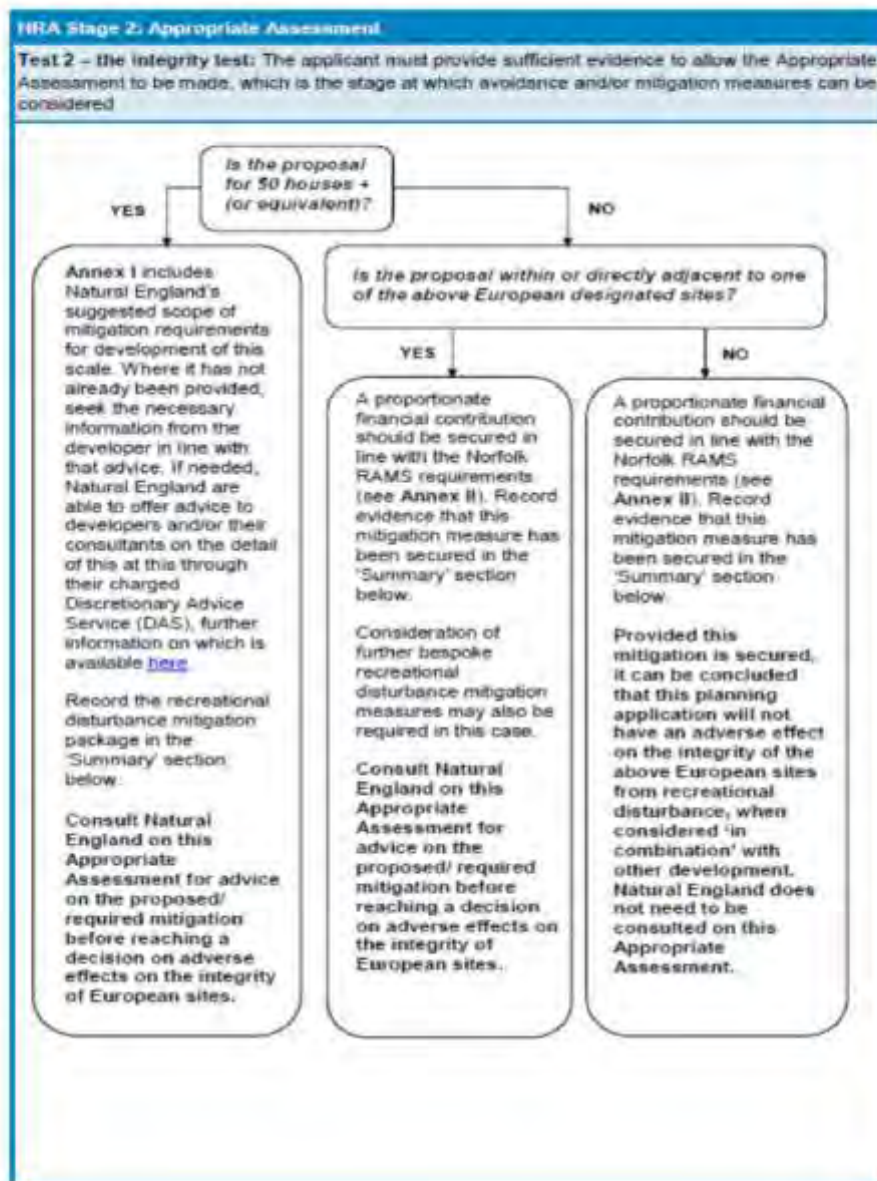 HRA Stage 2: Appropriate Assessment
Test 2 – the integrity test: The applicant must provide sufficient evidence to allow the Appropriate
Assessment to be made, which is the stage at which avoidance and/or mitigation measures can be
considered
Is the proposal
for 50 houses +
(or equivalent)?
YES
NO
Annex I includes
Natural England's
suggested scope of
mitigation requirements
for development of this
scale. Where it has not
already been provided,
seek the necessary
information from the
developer in line with
that advice. If needed,
Natural England are
able to offer advice to
developers and/or their
consultants on the detail
of this at this through
their charged
Discretionary Advice
Service (DAS), further
information on which is
available here
Record the recreational
disturbance mitigation
package in the
'Summary' section
below.
Consult Natural
England on this
Appropriate
Assessment for advice
on the proposed/
required mitigation
before reaching a
decision on adverse
effects on the integrity
of European sites.
Is the proposal within or directly adjacent to one
of the above European designated sites?
YES
NO
A proportionate
financial contribution
should be secured in
line with the Norfolk
RAMS requirements
(see Annex II). Record
evidence that this
mitigation measure has
been secured in the
'Summary' section
below.
Consideration of
further bespoke
recreational
disturbance mitigation
measures may also be
required in this case.
Consult Natural
England on this
Appropriate
Assessment for
advice on the
proposed/ required
mitigation before
reaching a decision
on adverse effects on
the integrity of
European sites.
A proportionate financial
contribution should be
secured in line with the
Norfolk RAMS
requirements (see
Annex II). Record
evidence that this
mitigation measure has
been secured in the
'Summary' section
below.
Provided this
mitigation is secured,
it can be concluded
that this planning
application will not
have an adverse effect
on the integrity of the
above European sites
from recreational
disturbance, when
considered 'in
combination' with
other development.
Natural England does
not need to be
consulted on this
Appropriate
Assessment.